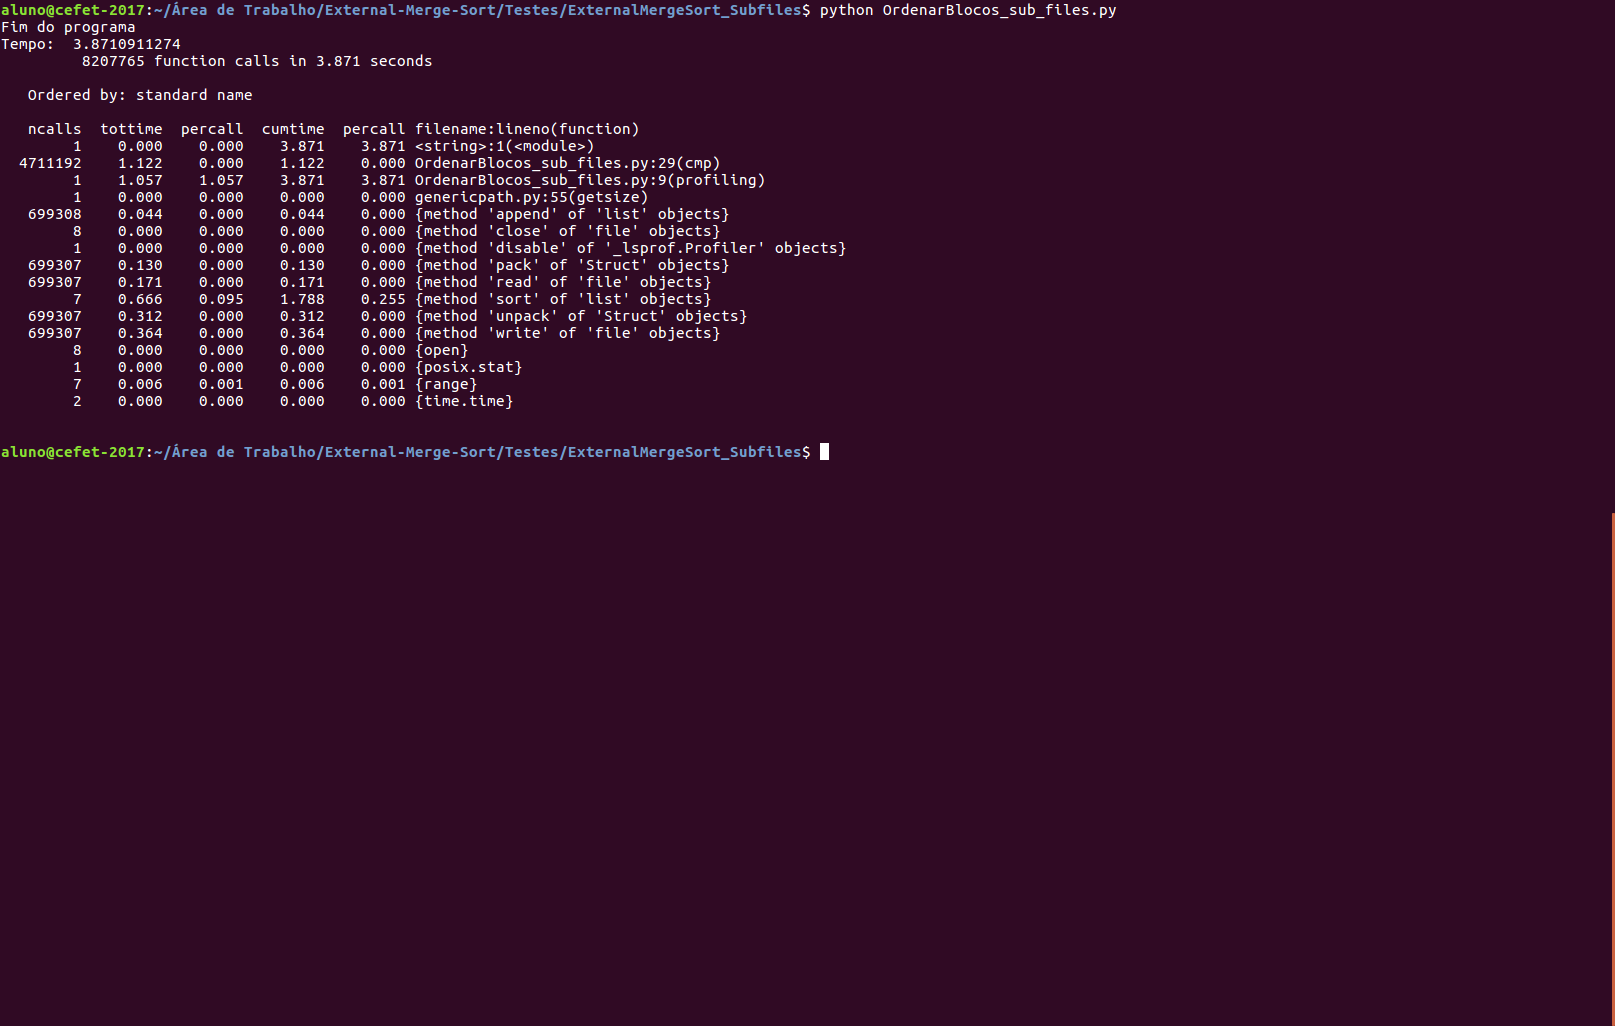 aluno@cefet-2017:~/Área de Trabalho/External-Merge-Sort/Testes/ExternalMergeSort_Subfiles$ python OrdenarBlocos_sub_files.py
Fim do programa
Tempo:  3.8710911274
         8207765 function calls in 3.871 seconds

   Ordered by: standard name

   ncalls  tottime  percall  cumtime  percall filename:lineno(function)
        1    0.000    0.000    3.871    3.871 <string>:1(<module>)
  4711192    1.122    0.000    1.122    0.000 OrdenarBlocos_sub_files.py:29(cmp)
        1    1.057    1.057    3.871    3.871 OrdenarBlocos_sub_files.py:9(profiling)
        1    0.000    0.000    0.000    0.000 genericpath.py:55(getsize)
   699308    0.044    0.000    0.044    0.000 {method 'append' of 'list' objects}
        8    0.000    0.000    0.000    0.000 {method 'close' of 'file' objects}
        1    0.000    0.000    0.000    0.000 {method 'disable' of '_lsprof.Profiler' objects}
   699307    0.130    0.000    0.130    0.000 {method 'pack' of 'Struct' objects}
   699307    0.171    0.000    0.171    0.000 {method 'read' of 'file' objects}
        7    0.666    0.095    1.788    0.255 {method 'sort' of 'list' objects}
   699307    0.312    0.000    0.312    0.000 {method 'unpack' of 'Struct' objects}
   699307    0.364    0.000    0.364    0.000 {method 'write' of 'file' objects}
        8    0.000    0.000    0.000    0.000 {open}
        1    0.000    0.000    0.000    0.000 {posix.stat}
        7    0.006    0.001    0.006    0.001 {range}
        2    0.000    0.000    0.000    0.000 {time.time}

aluno@cefet-2017:~/Área de Trabalho/External-Merge-Sort/Testes/ExternalMergeSort_Subfiles$